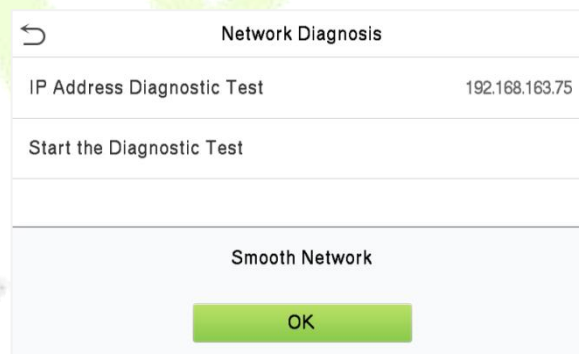 Network Diagnosis
IP Address Diagnostic Test 192.168.163.75
Start the Diagnostic Test
Smooth Network
OK